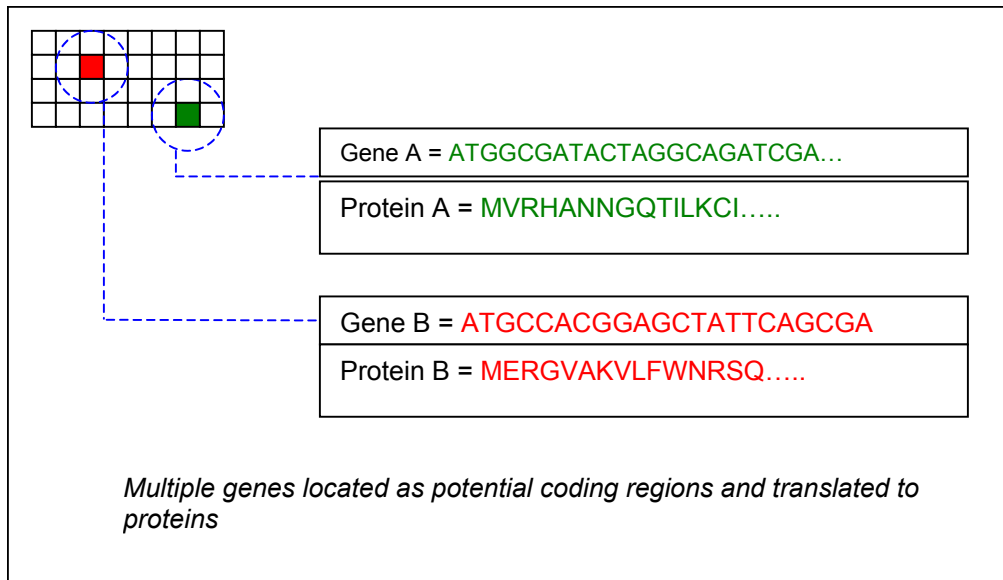 Gene A = ATGGCGATACTAGGCAGATCGA…
Protein A = MVRHANNGQTILKCI…..
Gene B = ATGCCACGGAGCTATTCAGCGA
Protein B = MERGVAKVLFWNRSQ…..
Multiple genes located as potential coding regions and translated to
proteins